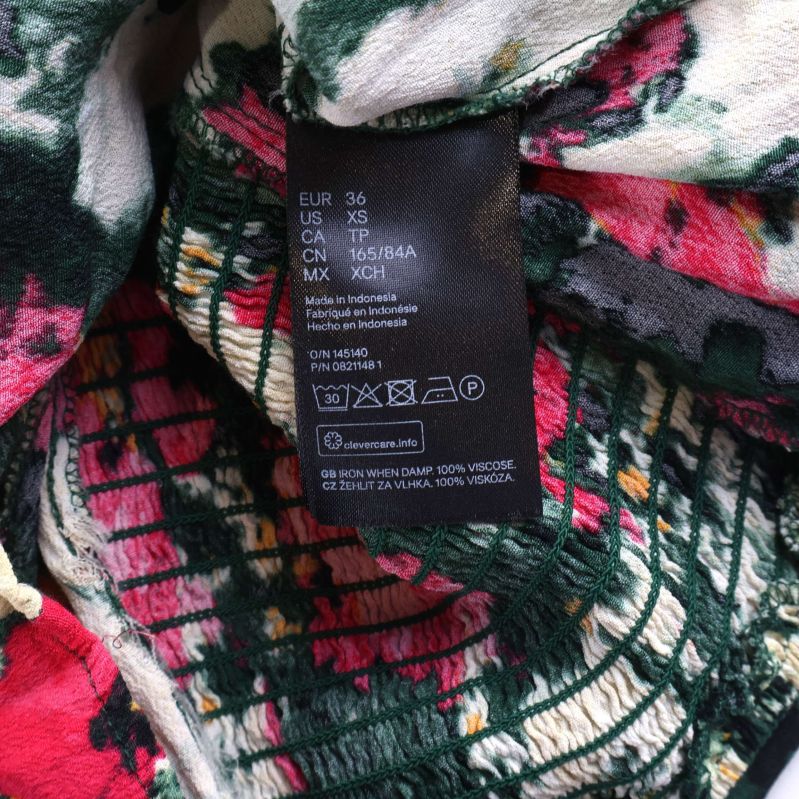 EUR 36
US XS
CA TP
CN 165/84A
MX XCH
Made in Indonesia
Fabriqué en Indonésie
Hecho en Indonesia
O/N 145140
P/N 0821148 1
30 P
clevercare.info
GB IRON WHEN DAMP. 100% VISCOSE.
CZ ŽEHLIT ZA VLHKA. 100% VISKÓZA.